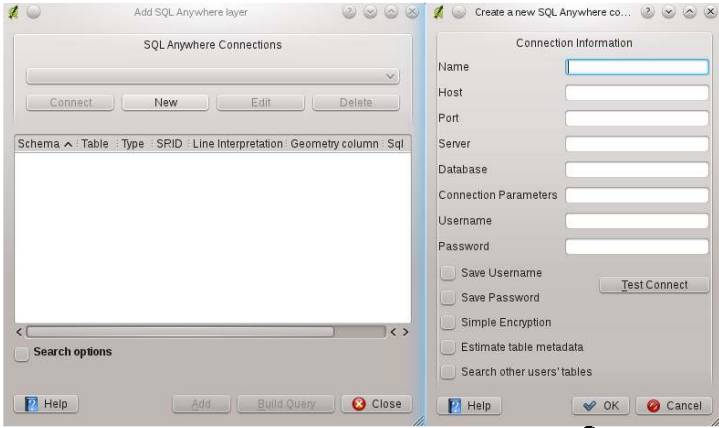 Add SQL Anywhere layer
SQL Anywhere Connections
Connect New Edit Delete
Schema Table Type SRID Line Interpretation Geometry column Sql
Search options
Help Add Build Query Close
Create a new SQL Anywhere co...
Connection Information
Name
Host
Port
Server
Database
Connection Parameters
Username
Password
Save Username
Test Connect
Save Password
Simple Encryption
Estimate table metadata
Search other users' tables
Help OK Cancel